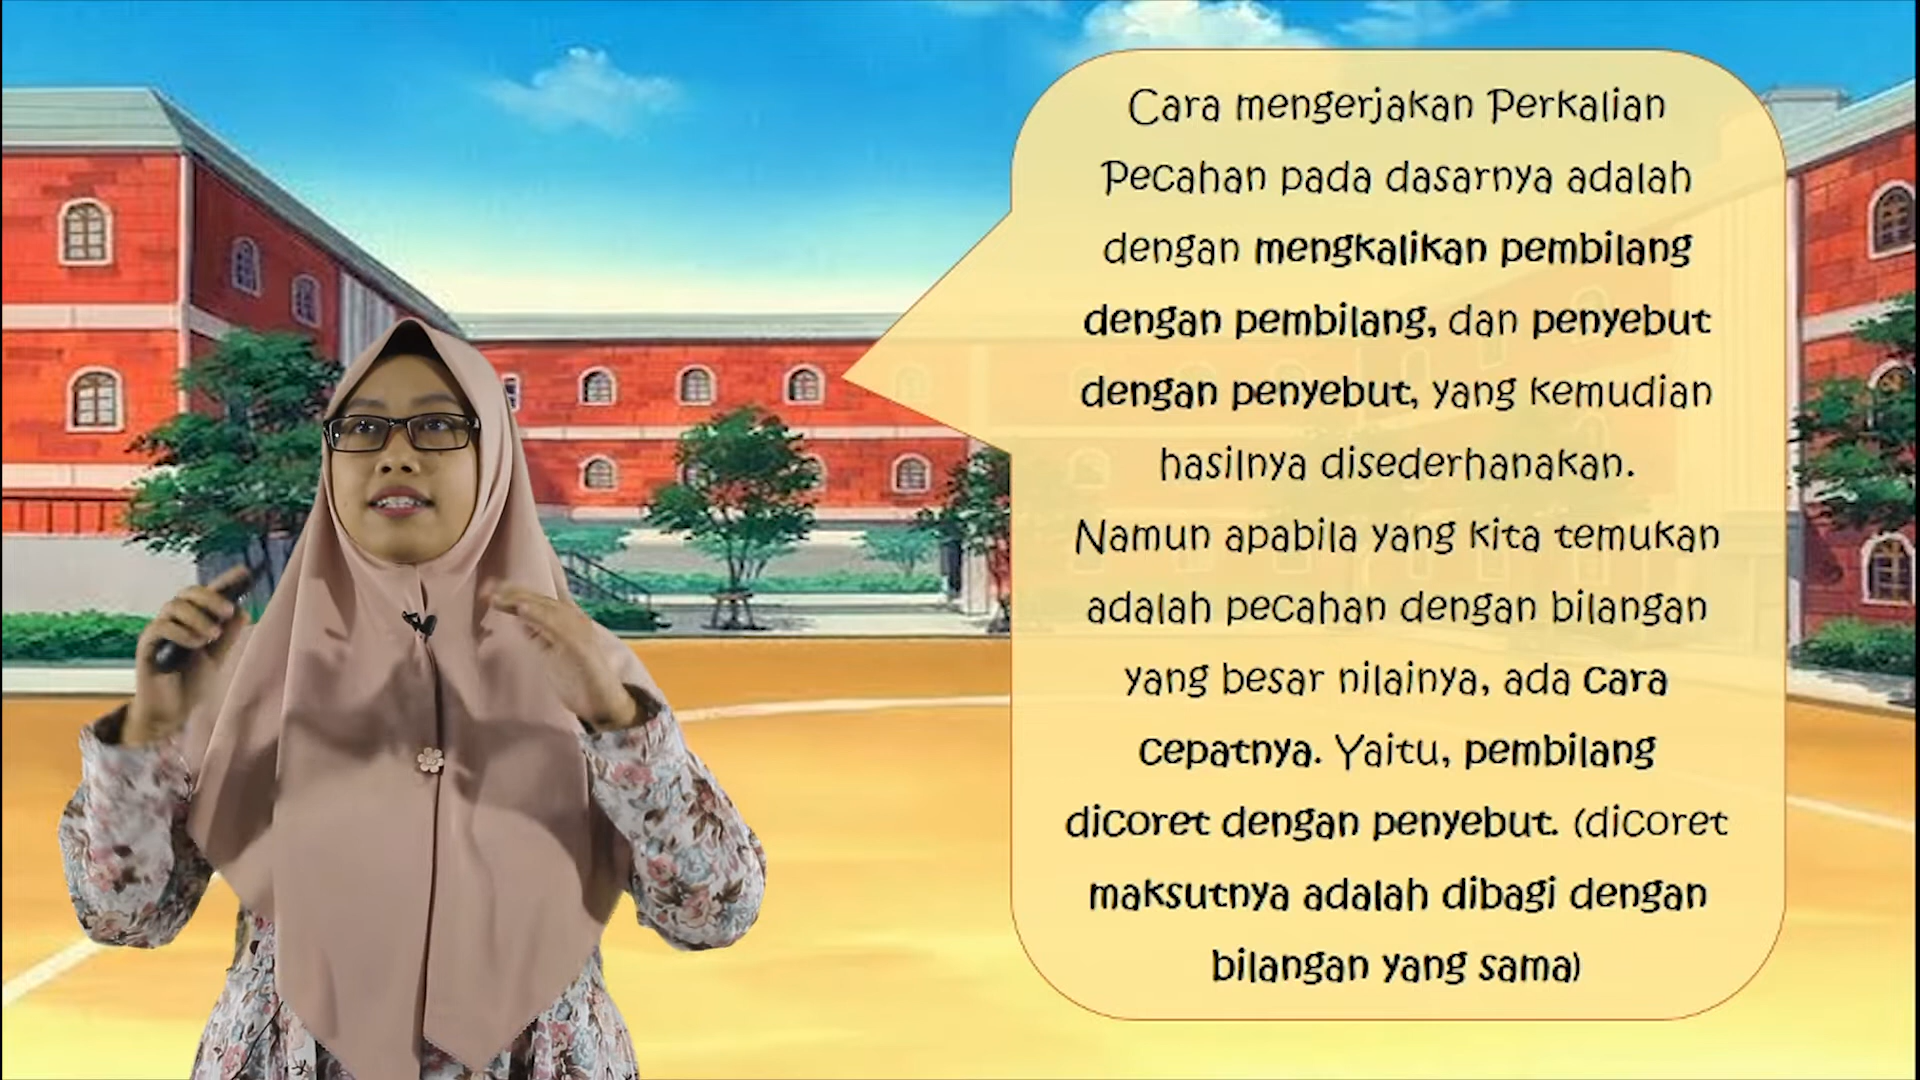 Cara mengerjakan Perkalian
Pecahan pada dasarnya adalah
dengan mengkalikan pembilang
dengan pembilang, dan penyebut
dengan penyebut, yang kemudian
hasilnya disederhanakan.
Namun apabila yang kita temukan
adalah pecahan dengan bilangan
yang besar nilainya, ada cara
cepatnya. Yaitu, pembilang
dicoret dengan penyebut. (dicoret
maksutnya adalah dibagi dengan
bilangan yang sama)